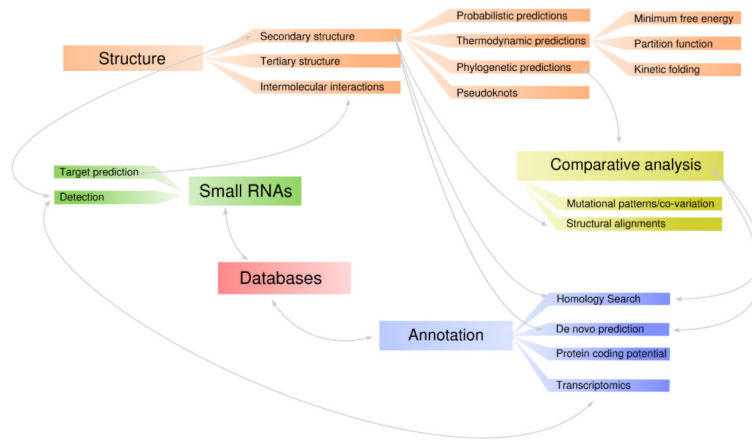 Probabilistic predictions
Minimum free energy
Secondary structure
Thermodynamic predictions
Partition function
Structure
Tertiary structure
Phylogenetic predictions
Kinetic folding
Intermolecular interactions
Pseudoknots
Comparative analysis
Target prediction
Small RNAs
Detection
Mutational patterns/co-variation
Structural alignments
Databases
Homology Search
Annotation
De novo prediction
Protein coding potential
Transcriptomics